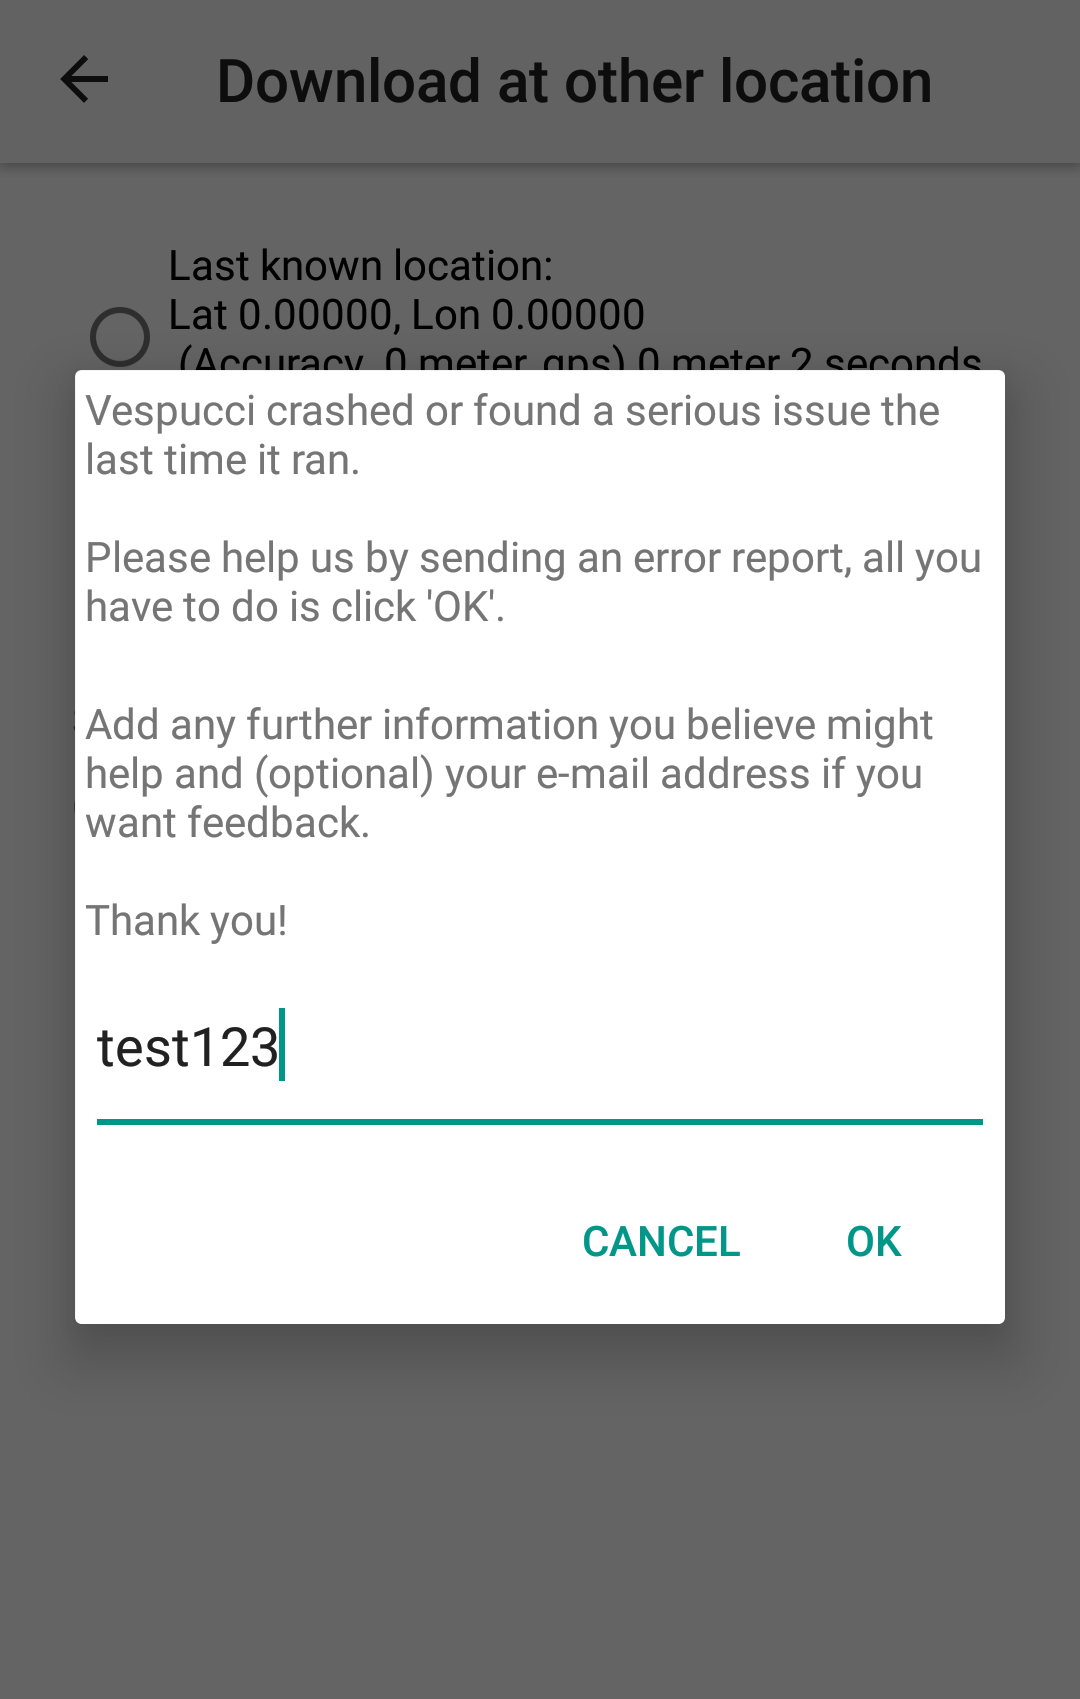 Download at other location
Last known location:
Lat 0.00000, Lon 0.00000
(Accuracy 0 meter, gps) 0 meter 2 seconds
Vespucci crashed or found a serious issue the
last time it ran.
Please help us by sending an error report, all you
have to do is click 'OK'.
Add any further information you believe might
help and (optional) your e-mail address if you
want feedback.
Thank you!
test123
CANCEL
OK